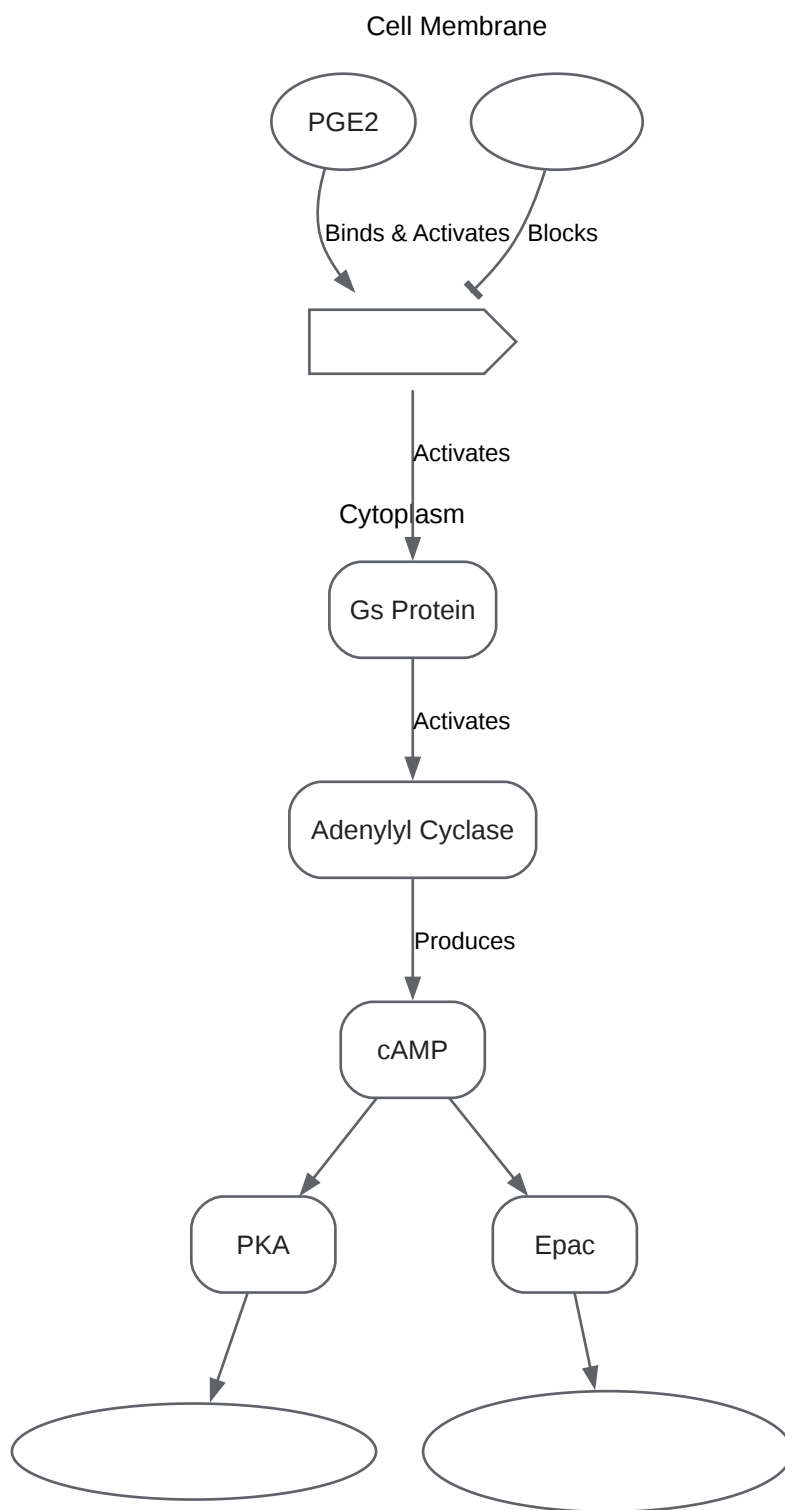 Cell Membrane
PGE2
Binds & Activates
Blocks
Activates
Cytoplasm
Gs Protein
Activates
Adenylyl Cyclase
Produces
cAMP
PKA
Epac